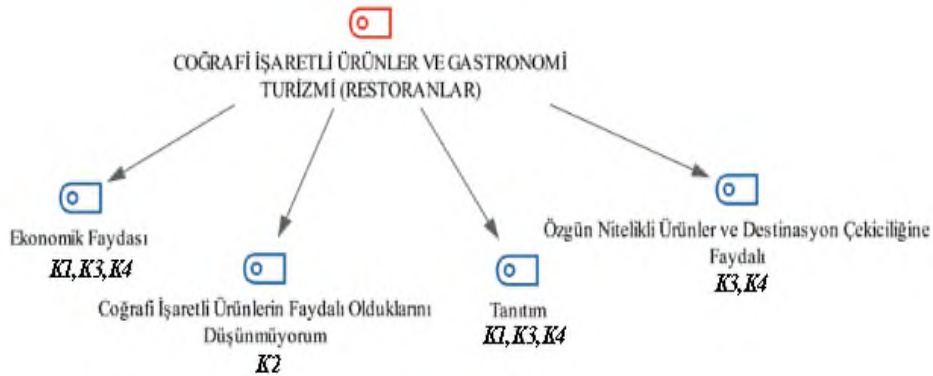 COĞRAFİ İŞARETLİ ÜRÜNLER VE GASTRONOMİ
TURİZMİ (RESTORANLAR)
Ekonomik Faydası
K1,K3,K4
Coğrafi İşaretli Ürünlerin Faydalı Olduklarını
Düşünmüyorum
K2
Tanıtım
K1,K3,K4
Özgün Nitelikli Ürünler ve Destinasyon Çekiciliğine
Faydalı
K3,K4